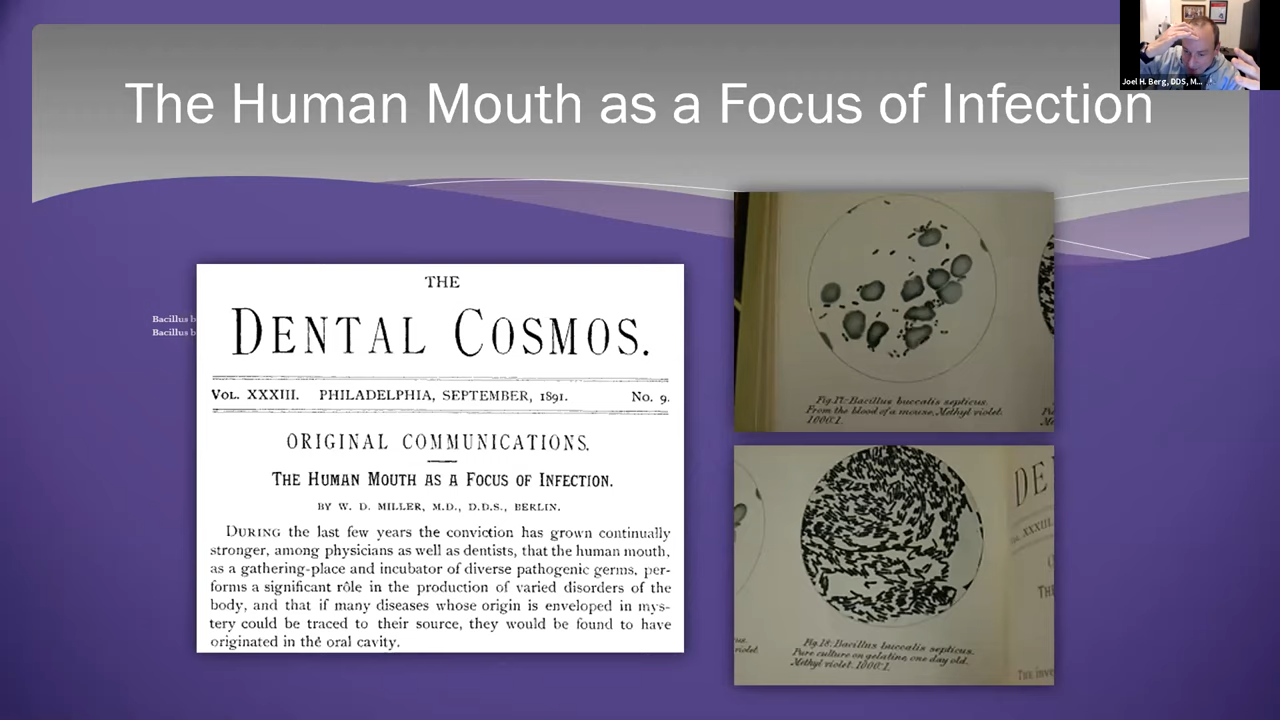 The Human Mouth as a Focus of Infection
Joel H. Berg, DDS, M...
Bacillus b
Bacillus b
THE
DENTAL COSMOS.
VOL. XXXIII. PHILADELPHIA, SEPTEMBER, 1891. No. 9.
ORIGINAL COMMUNICATIONS.
THE HUMAN MOUTH AS A FOCUS OF INFECTION.
BY W. D. MILLER, M.D., D.D.S., BERLIN.
DURING the last few years the conviction has grown continually
stronger, among physicians as well as dentists, that the human mouth,
as a gathering-place and incubator of diverse pathogenic germs, per-
forms a significant rôle in the production of varied disorders of the
body, and that if many diseases whose origin is enveloped in mys-
tery could be traced to their source, they would be found to have
originated in the oral cavity.
Fig. 17.-Bacillus buccalis septicus.
From the blood of a mouse, Methyl violet.
1000:1.
Fig. 18.-Bacillus buccalis septicus.
Pure culture on gelatine, one day old.
Methyl violet. 1000:1.
DE
XXXIII.
TH
THE INV